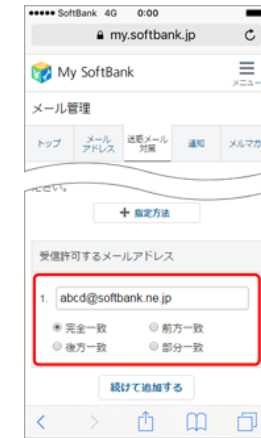 ●●●●● SoftBank 4G 0:00
my.softbank.jp
My SoftBank
メニュー
メール管理
トップ メールアドレス 迷惑メール対策 通知 メルマガ
ださい。
+ 指定方法
受信許可するメールアドレス
1. abcd@softbank.ne.jp
完全一致 前方一致
後方一致 部分一致
続けて追加する